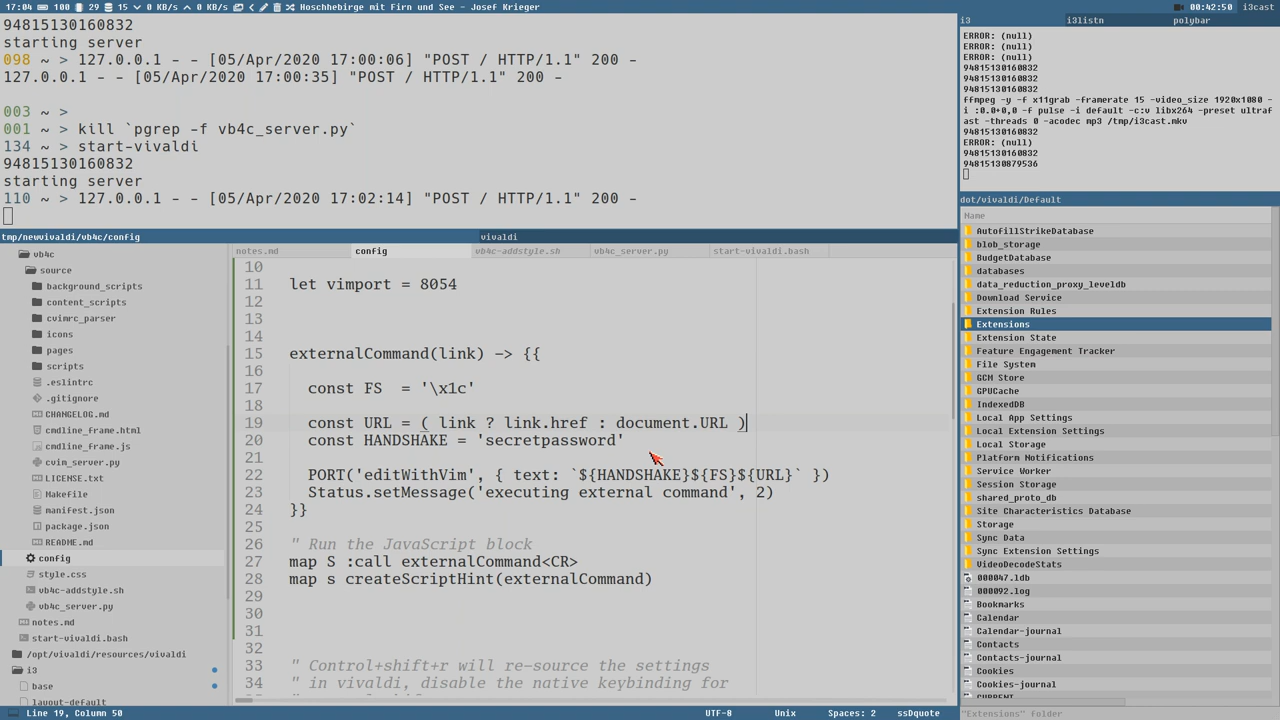 17:04 100 29 15 0 KB/s 0 KB/s Hoschhebirge mit Firn und See - Josef Krieger
00:42:50 i3cast
94815130160832
starting server
098 ~ > 127.0.0.1 - - [05/Apr/2020 17:00:06] "POST / HTTP/1.1" 200 -
127.0.0.1 - - [05/Apr/2020 17:00:35] "POST / HTTP/1.1" 200 -
003 ~ >
001 ~ > kill `pgrep -f vb4c_server.py`
134 ~ > start-vivaldi
94815130160832
starting server
110 ~ > 127.0.0.1 - - [05/Apr/2020 17:02:14] "POST / HTTP/1.1" 200 -
i3 i3listn polybar
ERROR: (null)
ERROR: (null)
ERROR: (null)
94815130160832
94815130160832
94815130160832
ffmpeg -y -f x11grab -framerate 15 -video_size 1920x1080 -
i :0.0+0,0 -f pulse -i default -c:v libx264 -preset ultraf
ast -threads 0 -acodec mp3 /tmp/i3cast.mkv
94815130160832
ERROR: (null)
94815130160832
94815130879536
tmp/newvivaldi/vb4c/config vivaldi
vb4c
source
background_scripts
content_scripts
cvimrc_parser
icons
pages
scripts
.eslintrc
.gitignore
CHANGELOG.md
cmdline_frame.html
cmdline_frame.js
cvim_server.py
LICENSE.txt
Makefile
manifest.json
package.json
README.md
config
style.css
vb4c-addstyle.sh
vb4c_server.py
notes.md
start-vivaldi.bash
/opt/vivaldi/resources/vivaldi
i3
base
layout-default
notes.md config vb4c-addstyle.sh vb4c_server.py start-vivaldi.bash
10
11 let vimport = 8054
12
13
14
15 externalCommand(link) -> {{
16
17 const FS  = '\x1c'
18
19 const URL = ( link ? link.href : document.URL )
20 const HANDSHAKE = 'secretpassword'
21
22 PORT('editWithVim', { text: `${HANDSHAKE}${FS}${URL}` })
23 Status.setMessage('executing external command', 2)
24 }}
25
26 " Run the JavaScript block
27 map S :call externalCommand<CR>
28 map s createScriptHint(externalCommand)
29
30
31
32
33 " Control+shift+r will re-source the settings
34 " in vivaldi, disable the native keybinding for
dot/vivaldi/Default
Name
AutofillStrikeDatabase
blob_storage
BudgetDatabase
databases
data_reduction_proxy_leveldb
Download Service
Extension Rules
Extensions
Extension State
Feature Engagement Tracker
File System
GCM Store
GPUCache
IndexedDB
Local App Settings
Local Extension Settings
Local Storage
Platform Notifications
Service Worker
Session Storage
shared_proto_db
Site Characteristics Database
Storage
Sync Data
Sync Extension Settings
VideoDecodeStats
000047.ldb
000092.log
Bookmarks
Calendar
Calendar-journal
Contacts
Contacts-journal
Cookies
Cookies-journal
CURRENT
Line 19, Column 50 UTF-8 Unix Spaces: 2 ssDquote
"Extensions" folder